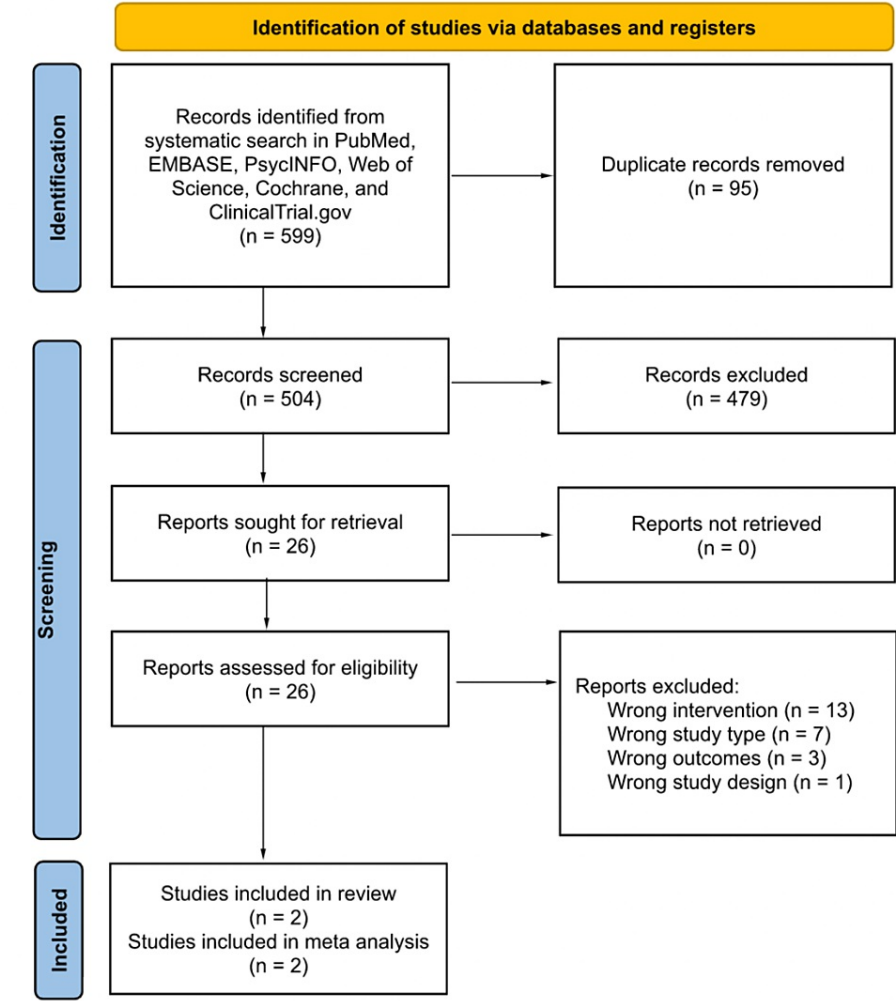 Identification of studies via databases and registers
Identification
Records identified from
systematic search in PubMed,
EMBASE, PsycINFO, Web of
Science, Cochrane, and
ClinicalTrial.gov
(n = 599)
Duplicate records removed
(n = 95)
Screening
Records screened
(n = 504)
Records excluded
(n = 479)
Reports sought for retrieval
(n = 26)
Reports not retrieved
(n = 0)
Reports assessed for eligibility
(n = 26)
Reports excluded:
Wrong intervention (n = 13)
Wrong study type (n = 7)
Wrong outcomes (n = 3)
Wrong study design (n = 1)
Included
Studies included in review
(n = 2)
Studies included in meta analysis
(n = 2)